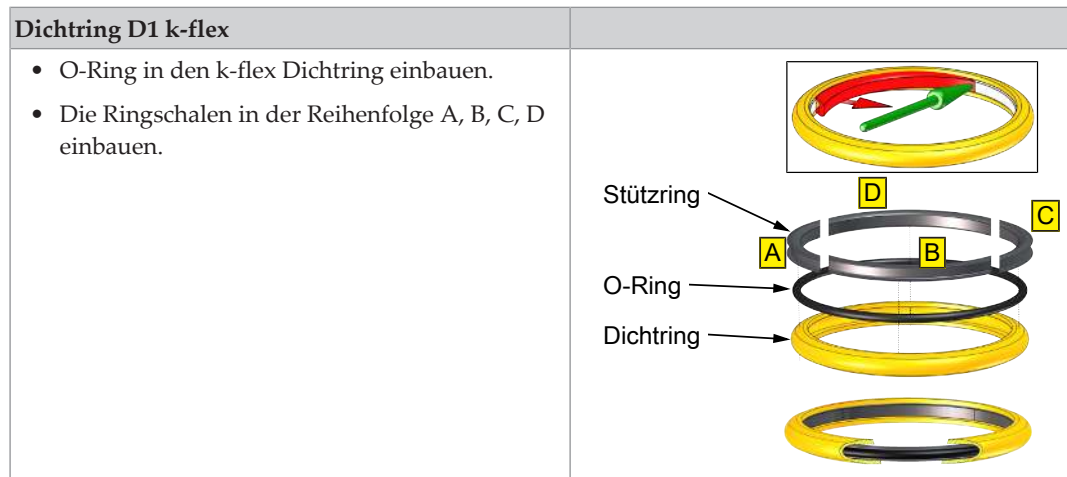 Dichtring D1 k-flex
• O-Ring in den k-flex Dichtring einbauen.
• Die Ringschalen in der Reihenfolge A, B, C, D
einbauen.
Stützring
D
C
A
B
O-Ring
Dichtring